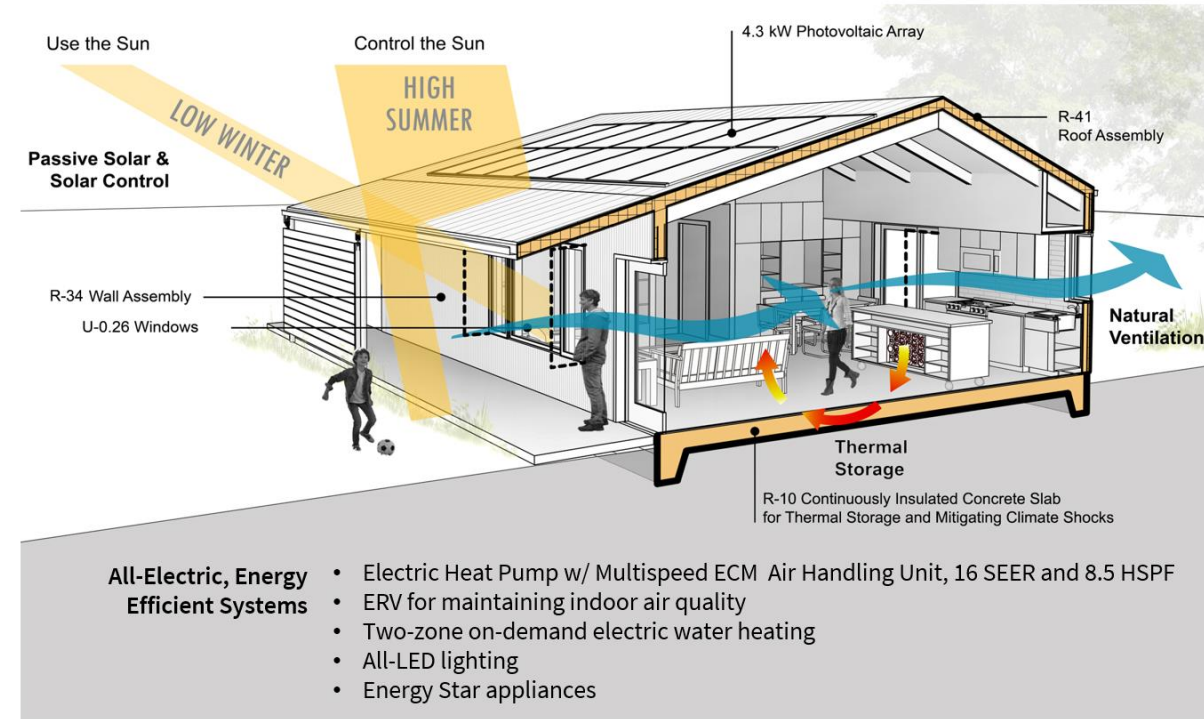 Use the Sun
Control the Sun
4.3 kW Photovoltaic Array
LOW WINTER
HIGH
SUMMER
R-41
Roof Assembly
Passive Solar &
Solar Control
R-34 Wall Assembly
U-0.26 Windows
Natural
Ventilation
Thermal
Storage
R-10 Continuously Insulated Concrete Slab
for Thermal Storage and Mitigating Climate Shocks
All-Electric, Energy
Efficient Systems
• Electric Heat Pump w/ Multispeed ECM Air Handling Unit, 16 SEER and 8.5 HSPF
• ERV for maintaining indoor air quality
• Two-zone on-demand electric water heating
• All-LED lighting
• Energy Star appliances